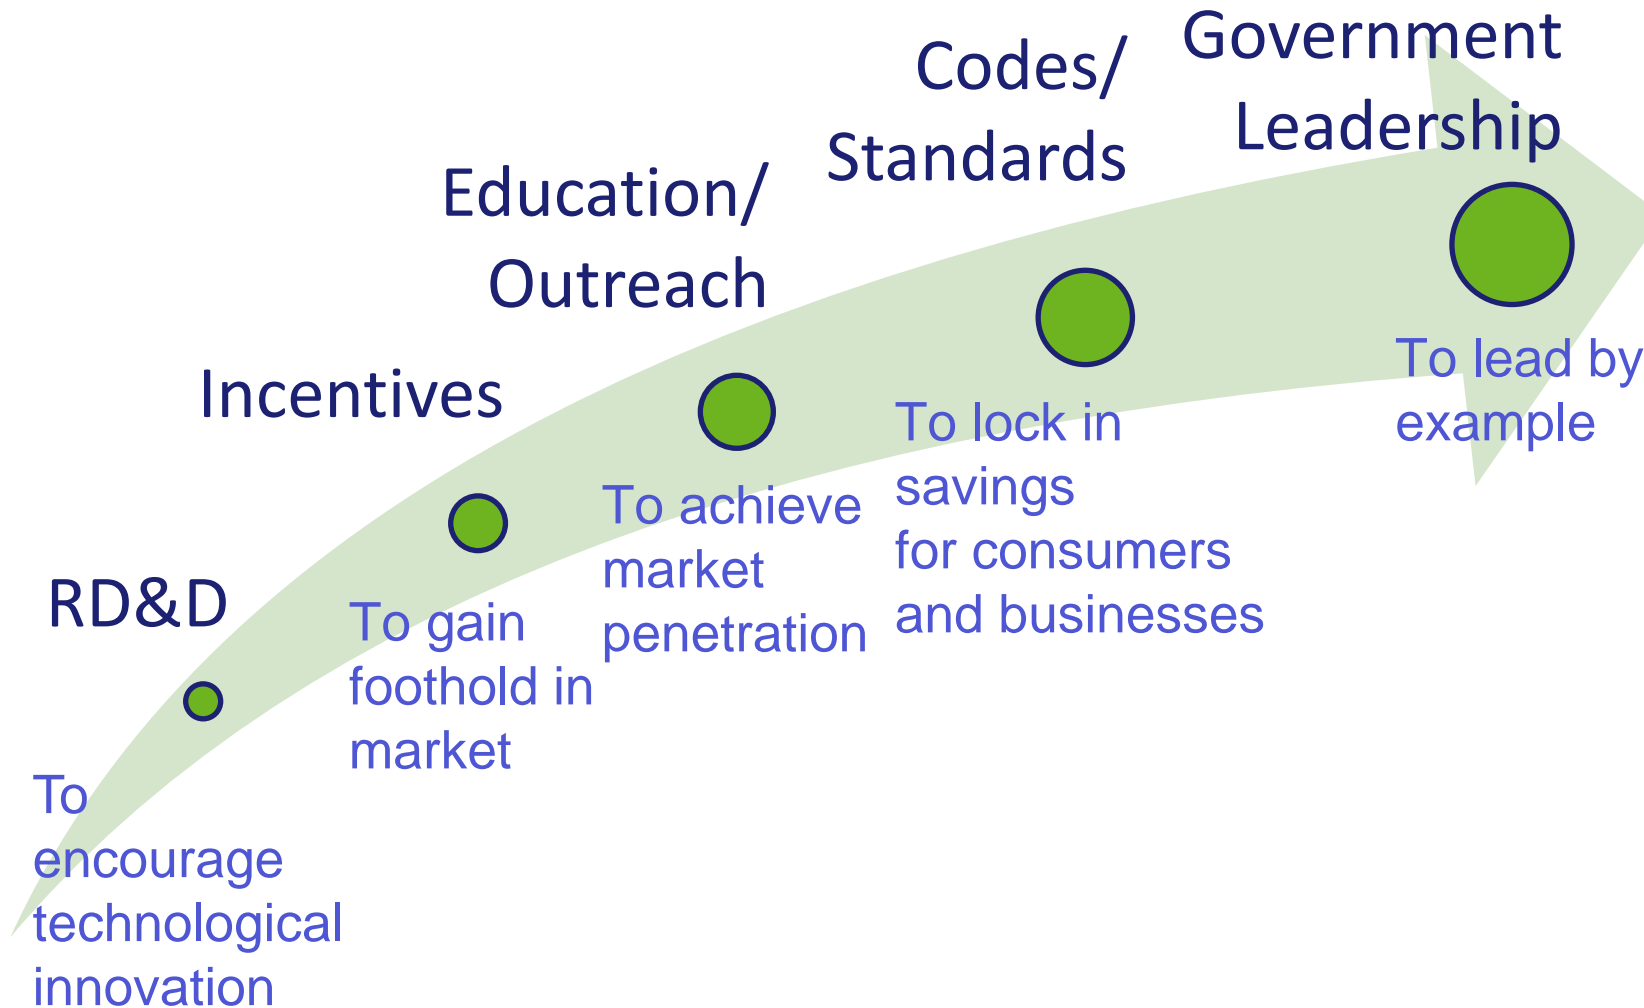 RD&D
To
encourage
technological
innovation
Incentives
To gain
foothold in
market
Education/
Outreach
To achieve
market
penetration
Codes/
Standards
To lock in
savings
for consumers
and businesses
Government
Leadership
To lead by
example